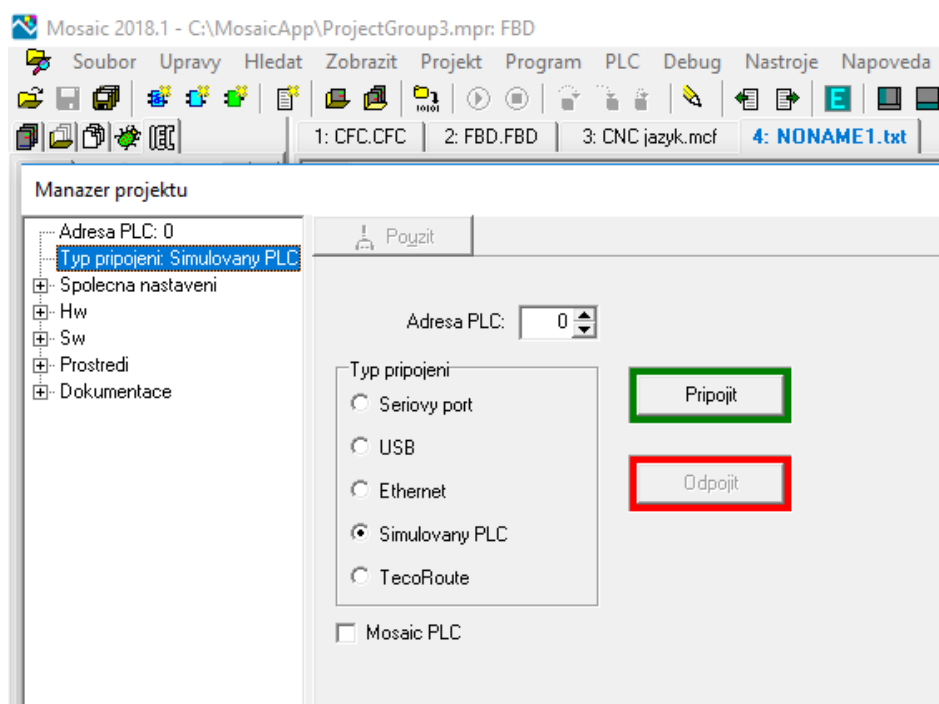 Mosaic 2018.1 - C:\MosaicApp\ProjectGroup3.mpr: FBD
Soubor Upravy Hledat Zobrazit Projekt Program PLC Debug Nastroje Napoveda
1: CFC.CFC 2: FBD.FBD 3: CNC jazyk.mcf 4: NONAME1.txt
Manazer projektu
Adresa PLC: 0
Typ pripojeni: Simulovany PLC
Spolecna nastaveni
Hw
Sw
Prostredi
Dokumentace
Pouzit
Adresa PLC: 0
Typ pripojeni
Seriovy port
USB
Ethernet
Simulovany PLC
TecoRoute
Mosaic PLC
Pripojit
Odpojit